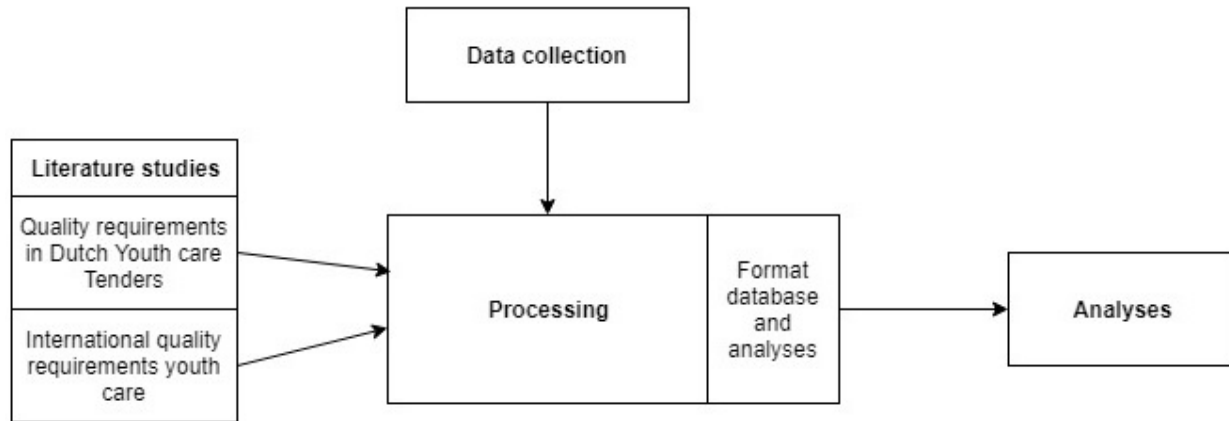 Data collection
Literature studies
Quality requirements
in Dutch Youth care
Tenders
International quality
requirements youth
care
Processing
Format
database
and
analyses
Analyses